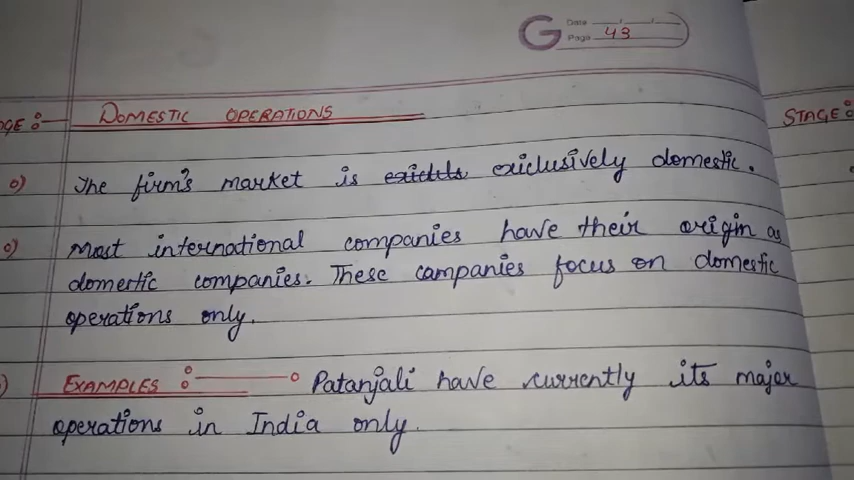 G Date
Page 43
GE :- DOMESTIC OPERATIONS
STAGE :
o) The firm's market is exiclusively domestic.
o) Most international companies have their origin as
domestic companies. These companies focus on domestic
operations only.
) EXAMPLES :- Patanjali have currently its major
operations in India only.